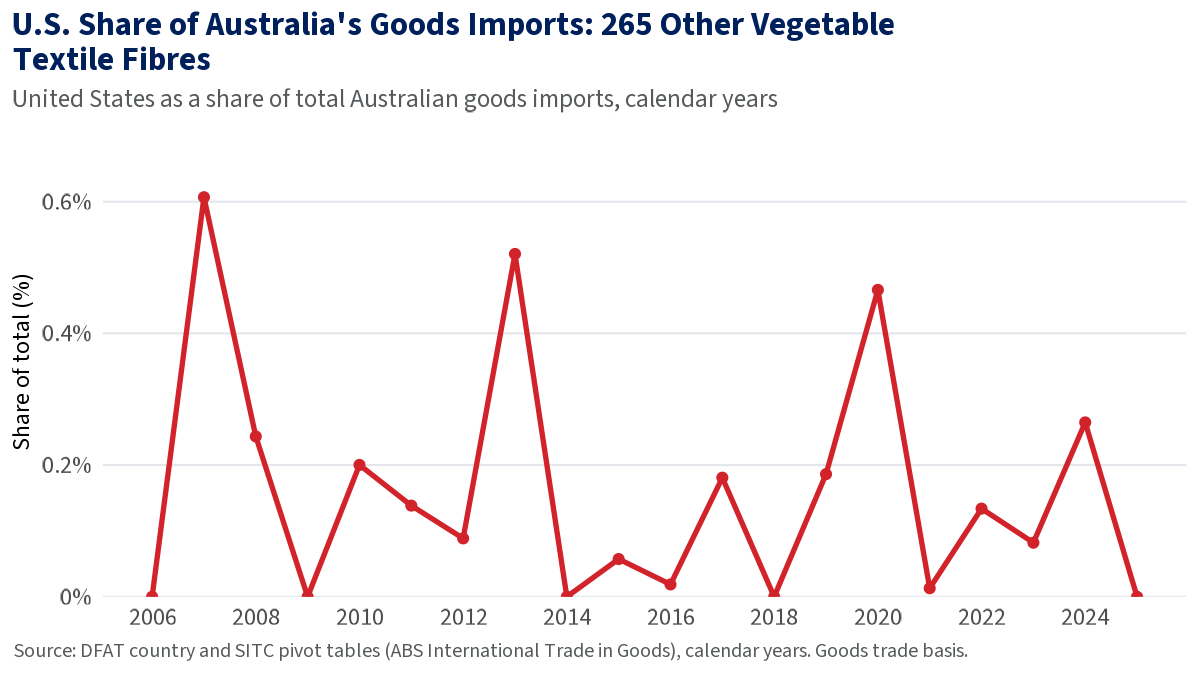 U.S. Share of Australia's Goods Imports: 265 Other Vegetable
Textile Fibres
United States as a share of total Australian goods imports, calendar years
Share of total (%)
0.6%
0.4%
0.2%
0%
2006 2008 2010 2012 2014 2016 2018 2020 2022 2024
Source: DFAT country and SITC pivot tables (ABS International Trade in Goods), calendar years. Goods trade basis.